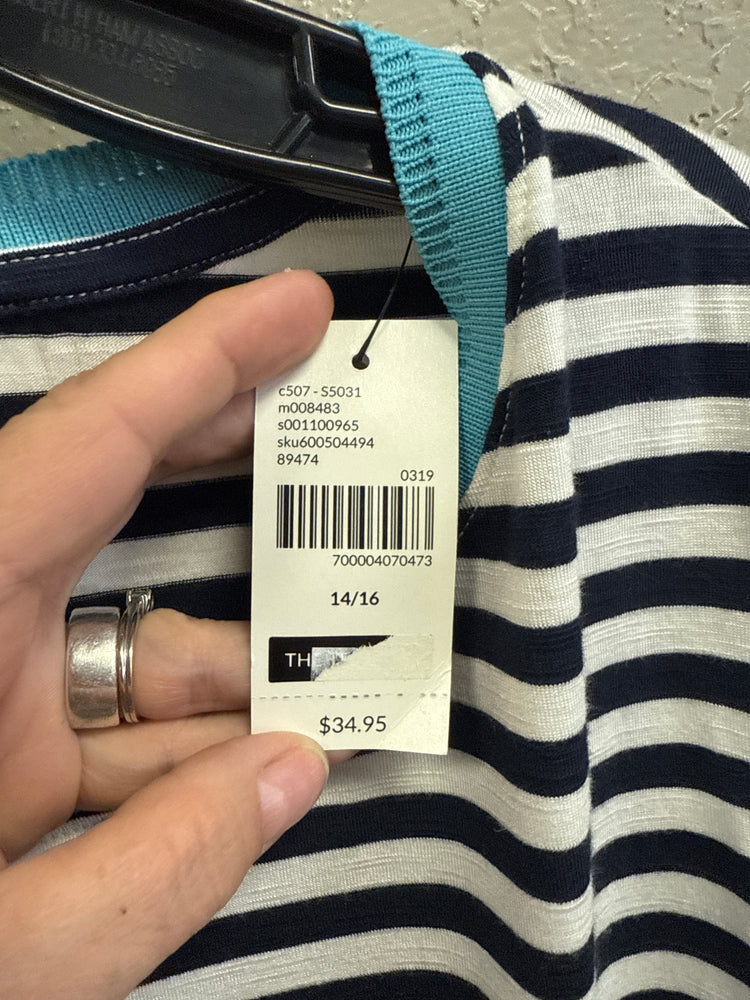 c507 - S5031
m008483
s001100965
sku600504494
89474
0319
700004070473
14/16
TH
$34.95